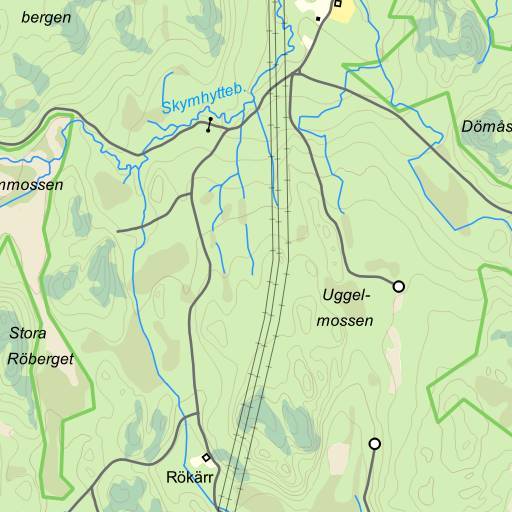 bergen
Skymhytteb.
Dömås
mmossen
Uggel-
mossen
Stora
Röberget
Rökärr